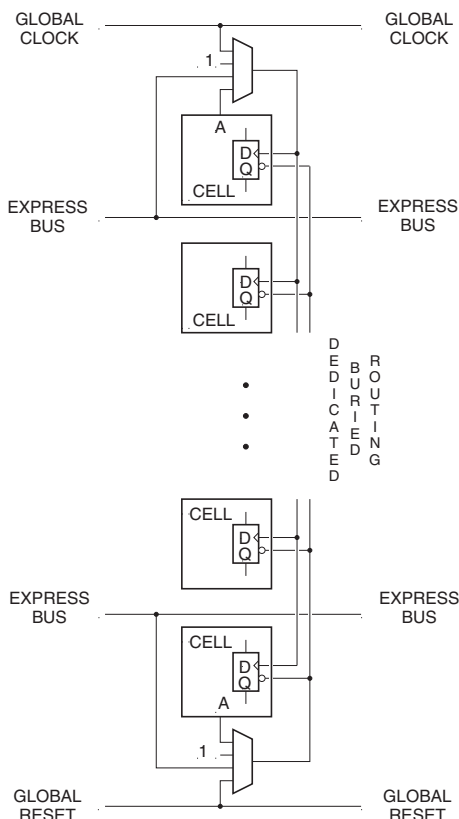 GLOBAL
CLOCK
GLOBAL
CLOCK
1
A
D
Q
CELL
EXPRESS
BUS
EXPRESS
BUS
D
Q
CELL
DEDICATED
BURIED
ROUTING
CELL
D
Q
EXPRESS
BUS
EXPRESS
BUS
CELL
D
Q
A
1
GLOBAL
RESET
GLOBAL
RESET